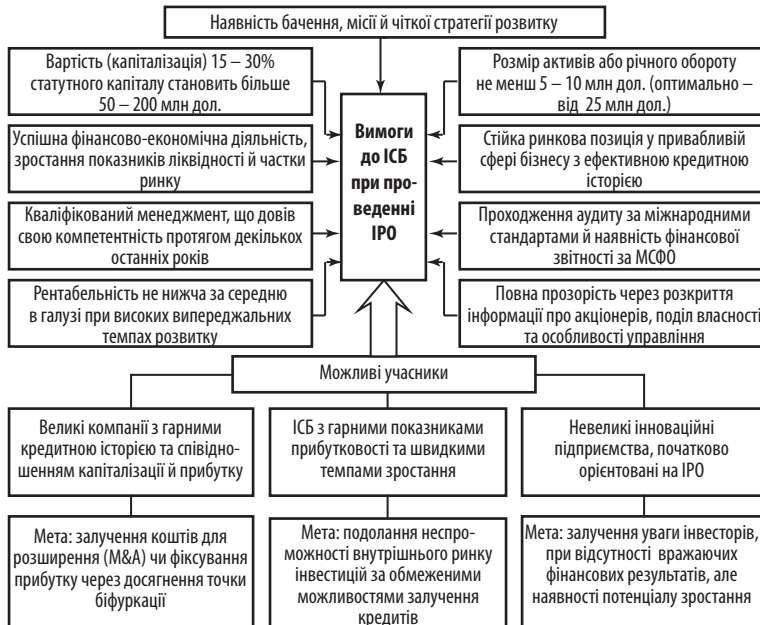 Наявність бачення, місії й чіткої стратегії розвитку
Вартість (капіталізація) 15 – 30%
статутного капіталу становить більше
50 – 200 млн дол.
Розмір активів або річного обороту
не менш 5 – 10 млн дол. (оптимально –
від 25 млн дол.)
Успішна фінансово-економічна діяльність,
зростання показників ліквідності й частки
ринку
Вимоги
до ІСБ
при про-
веденні
ІРО
Стійка ринкова позиція у привабливій
сфері бізнесу з ефективною кредитною
історією
Кваліфікований менеджмент, що довів
свою компетентність протягом декількох
останніх років
Проходження аудиту за міжнародними
стандартами й наявність фінансової
звітності за МСФО
Рентабельність не нижча за середню
в галузі при високих випереджальних
темпах розвитку
Повна прозорість через розкриття
інформації про акціонерів, поділ власності
та особливості управління
Можливі учасники
Великі компанії з гарними
кредитною історією та співвідно-
шенням капіталізації й прибутку
ІСБ з гарними показниками
прибутковості та швидкими
темпами зростання
Невеликі інноваційні
підприємства, початково
орієнтовані на ІРО
Мета: залучення коштів для
розширення (M&A) чи фіксування
прибутку через досягнення точки
біфуркації
Мета: подолання неспро-
можності внутрішнього ринку
інвестицій за обмеженими
можливостями залучення
кредитів
Мета: залучення уваги інвесторів,
при відсутності вражаючих
фінансових результатів, але
наявності потенціалу зростання